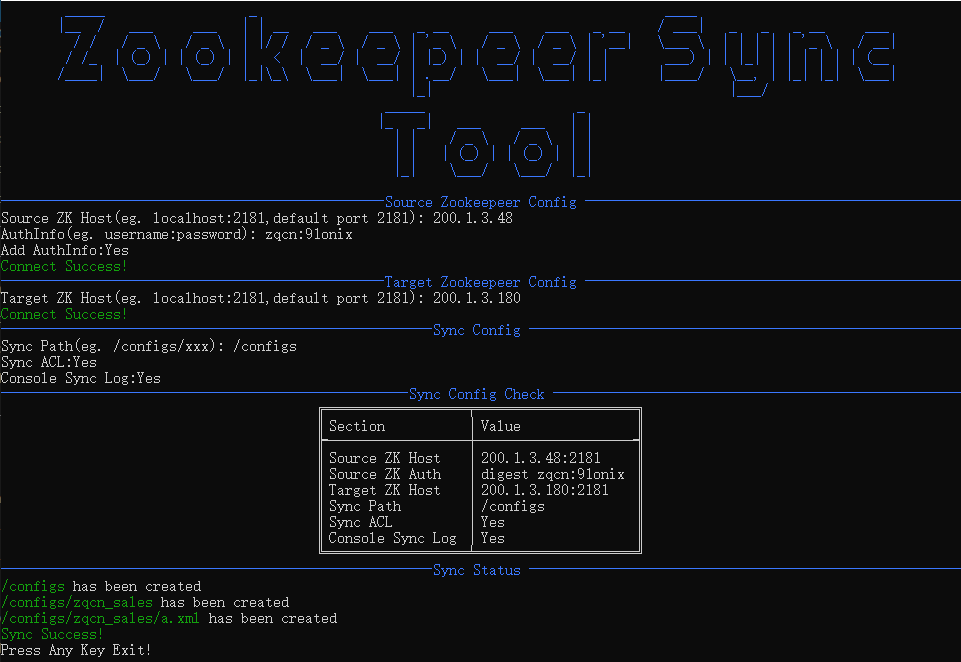 Zookeepeer Sync
Tool
Source Zookeepeer Config
Source ZK Host(eg. localhost:2181,default port 2181): 200.1.3.48
AuthInfo(eg. username:password): zqcn:9lonix
Add AuthInfo:Yes
Connect Success!
Target Zookeepeer Config
Target ZK Host(eg. localhost:2181,default port 2181): 200.1.3.180
Connect Success!
Sync Config
Sync Path(eg. /configs/xxx): /configs
Sync ACL:Yes
Console Sync Log:Yes
Sync Config Check
Section Value
Source ZK Host 200.1.3.48:2181
Source ZK Auth digest zqcn:9lonix
Target ZK Host 200.1.3.180:2181
Sync Path /configs
Sync ACL Yes
Console Sync Log Yes
Sync Status
/configs has been created
/configs/zqcn_sales has been created
/configs/zqcn_sales/a.xml has been created
Sync Success!
Press Any Key Exit!